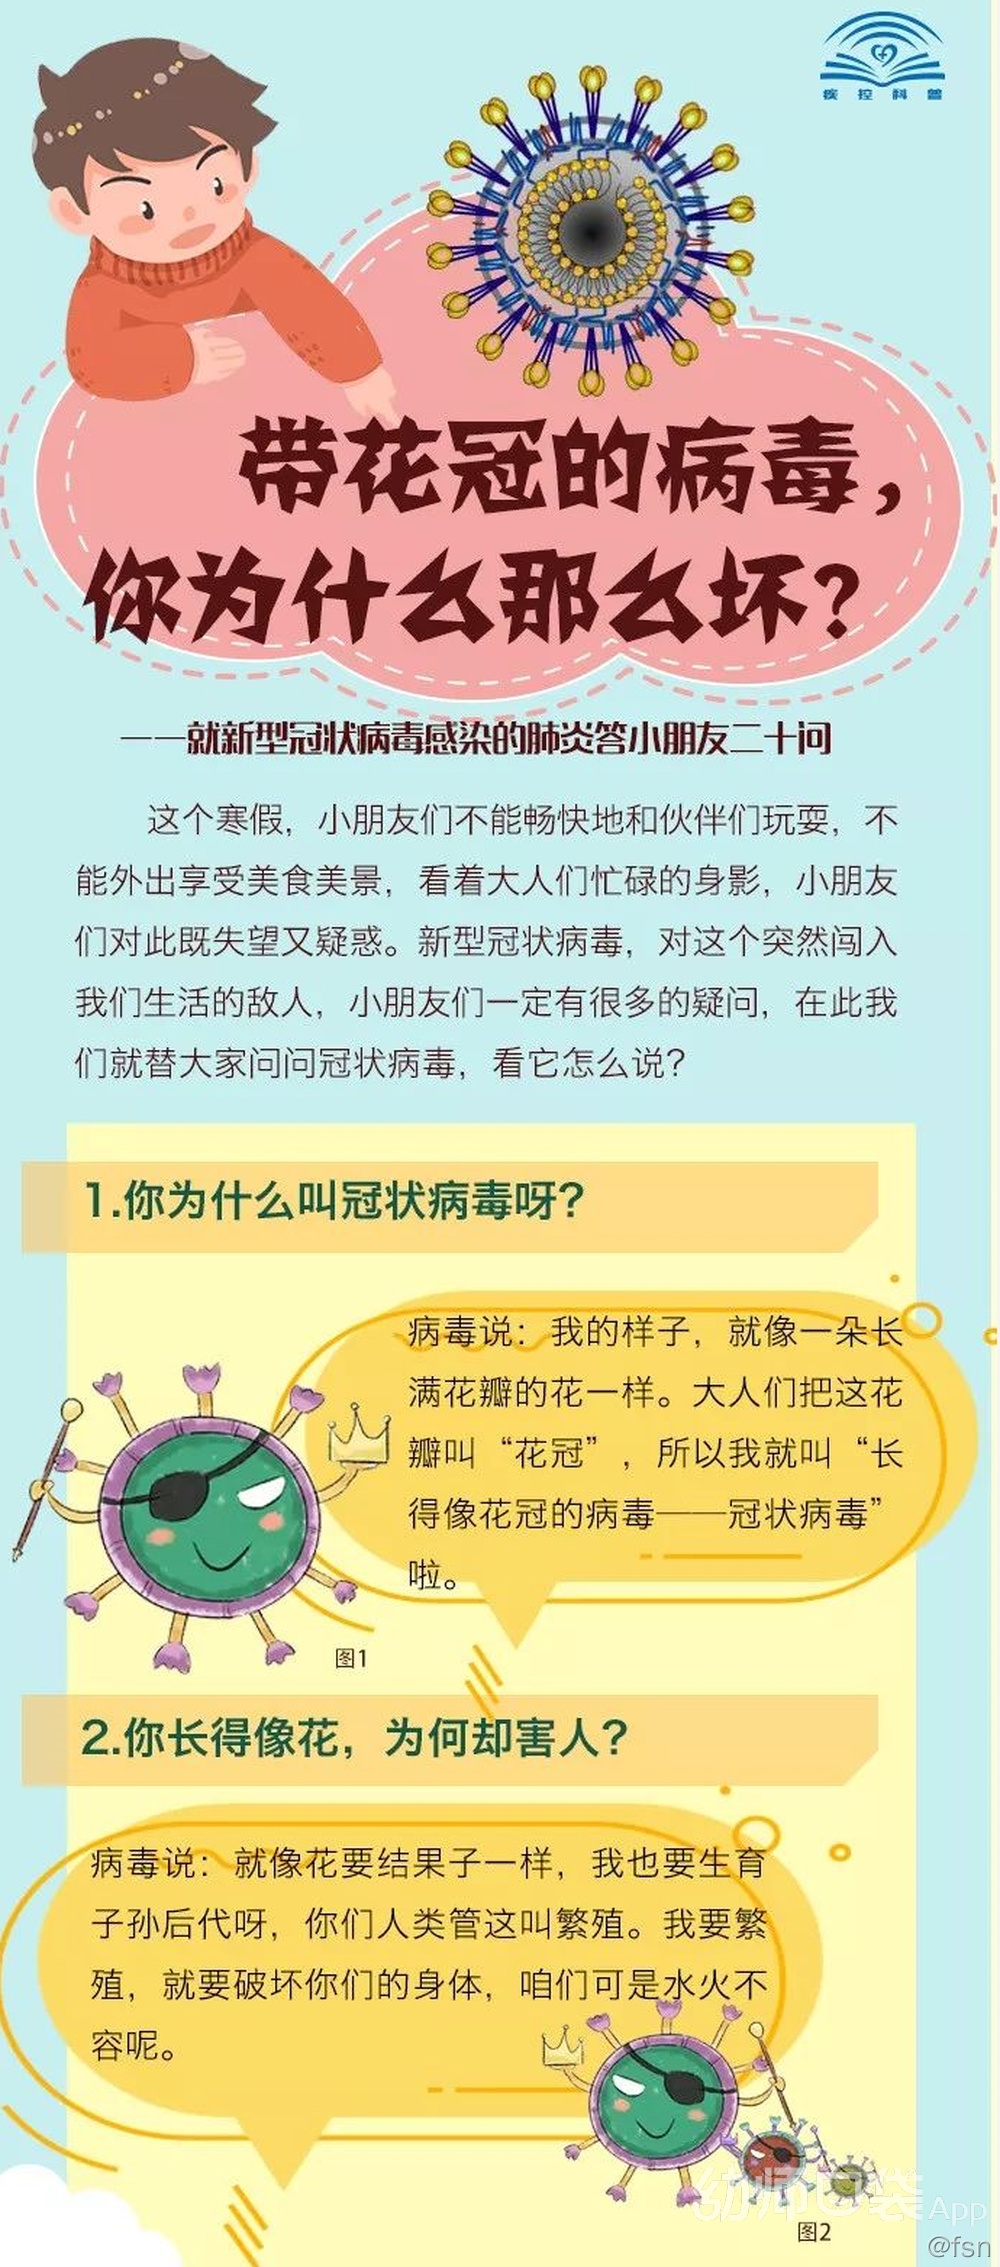 疾控科普
带花冠的病毒，
你为什么那么坏？
——就新型冠状病毒感染的肺炎答小朋友二十问
这个寒假，小朋友们不能畅快地和伙伴们玩耍，不
能外出享受美食美景，看着大人们忙碌的身影，小朋友
们对此既失望又疑惑。新型冠状病毒，对这个突然闯入
我们生活的敌人，小朋友们一定有很多的疑问，在此我
们就替大家问问冠状病毒，看它怎么说？
1.你为什么叫冠状病毒呀？
病毒说：我的样子，就像一朵长
满花瓣的花一样。大人们把这花
瓣叫“花冠”，所以我就叫“长
得像花冠的病毒——冠状病毒”
啦。
图1
2.你长得像花，为何却害人？
病毒说：就像花要结果子一样，我也要生育
子孙后代呀，你们人类管这叫繁殖。我要繁
殖，就要破坏你们的身体，咱们可是水火不
容呢。
幼师口袋App
图2
@fsn